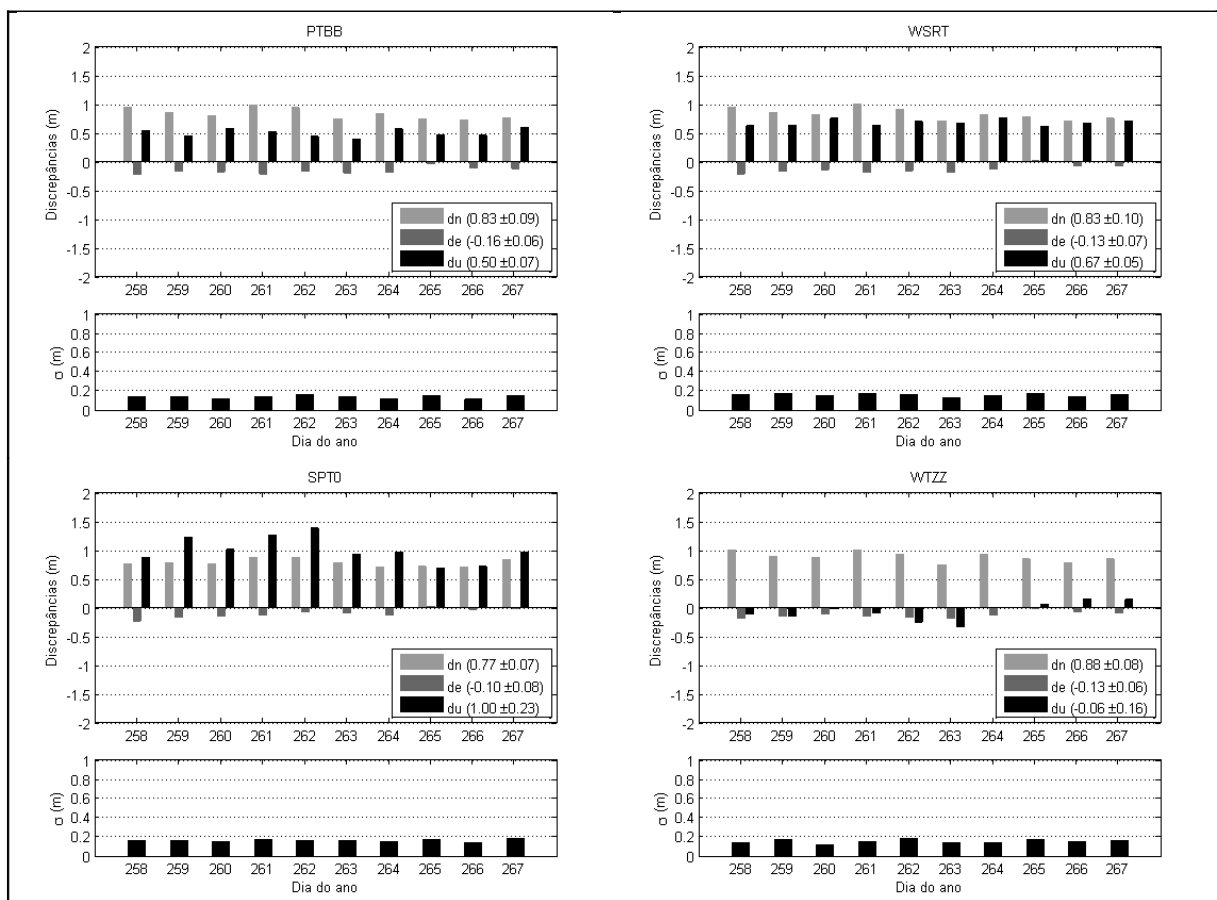 PTBB
2
1.5
1
0.5
0
-0.5
-1
-1.5
-2
Discrepâncias (m)
dn (0.83 ±0.09)
de (-0.16 ±0.06)
du (0.50 ±0.07)
258 259 260 261 262 263 264 265 266 267
1
0.8
0.6
0.4
0.2
0
σ (m)
258 259 260 261 262 263 264 265 266 267
Dia do ano
WSRT
2
1.5
1
0.5
0
-0.5
-1
-1.5
-2
Discrepâncias (m)
dn (0.83 ±0.10)
de (-0.13 ±0.07)
du (0.67 ±0.05)
258 259 260 261 262 263 264 265 266 267
1
0.8
0.6
0.4
0.2
0
σ (m)
258 259 260 261 262 263 264 265 266 267
Dia do ano
SPT0
2
1.5
1
0.5
0
-0.5
-1
-1.5
-2
Discrepâncias (m)
dn (0.77 ±0.07)
de (-0.10 ±0.08)
du (1.00 ±0.23)
258 259 260 261 262 263 264 265 266 267
1
0.8
0.6
0.4
0.2
0
σ (m)
258 259 260 261 262 263 264 265 266 267
Dia do ano
WTZZ
2
1.5
1
0.5
0
-0.5
-1
-1.5
-2
Discrepâncias (m)
dn (0.88 ±0.08)
de (-0.13 ±0.06)
du (-0.06 ±0.16)
258 259 260 261 262 263 264 265 266 267
1
0.8
0.6
0.4
0.2
0
σ (m)
258 259 260 261 262 263 264 265 266 267
Dia do ano